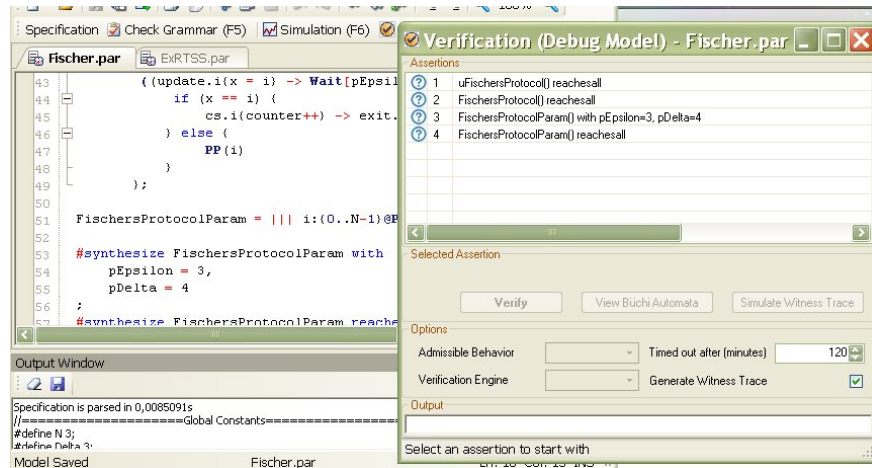 Specification Check Grammar (F5) Simulation (F6)
Fischer.par ExRTSS.par
43 ((update.i{x = i} -> Wait[pEpsil
44 if (x == i) {
45 cs.i{counter++} -> exit.
46 } else {
47 PP(i)
48 }
49 );
50
51 FischersProtocolParam = ||| i:{0..N-1}@P
52
53 #synthesize FischersProtocolParam with
54 pEpsilon = 3,
55 pDelta = 4
56 ;
57 #synthesize FischersProtocolParam reache
Output Window
Specification is parsed in 0,0085091s
//=====================Global Constants=====================
#define N 3;
#define Delta 3;
Model Saved Fischer.par
Verification (Debug Model) - Fischer.par
Assertions
1 uFischersProtocol() reachesall
2 FischersProtocol() reachesall
3 FischersProtocolParam() with pEpsilon=3, pDelta=4
4 FischersProtocolParam() reachesall
Selected Assertion
Verify View Büchi Automata Simulate Witness Trace
Options
Admissible Behavior Timed out after (minutes) 120
Verification Engine Generate Witness Trace
Output
Select an assertion to start with